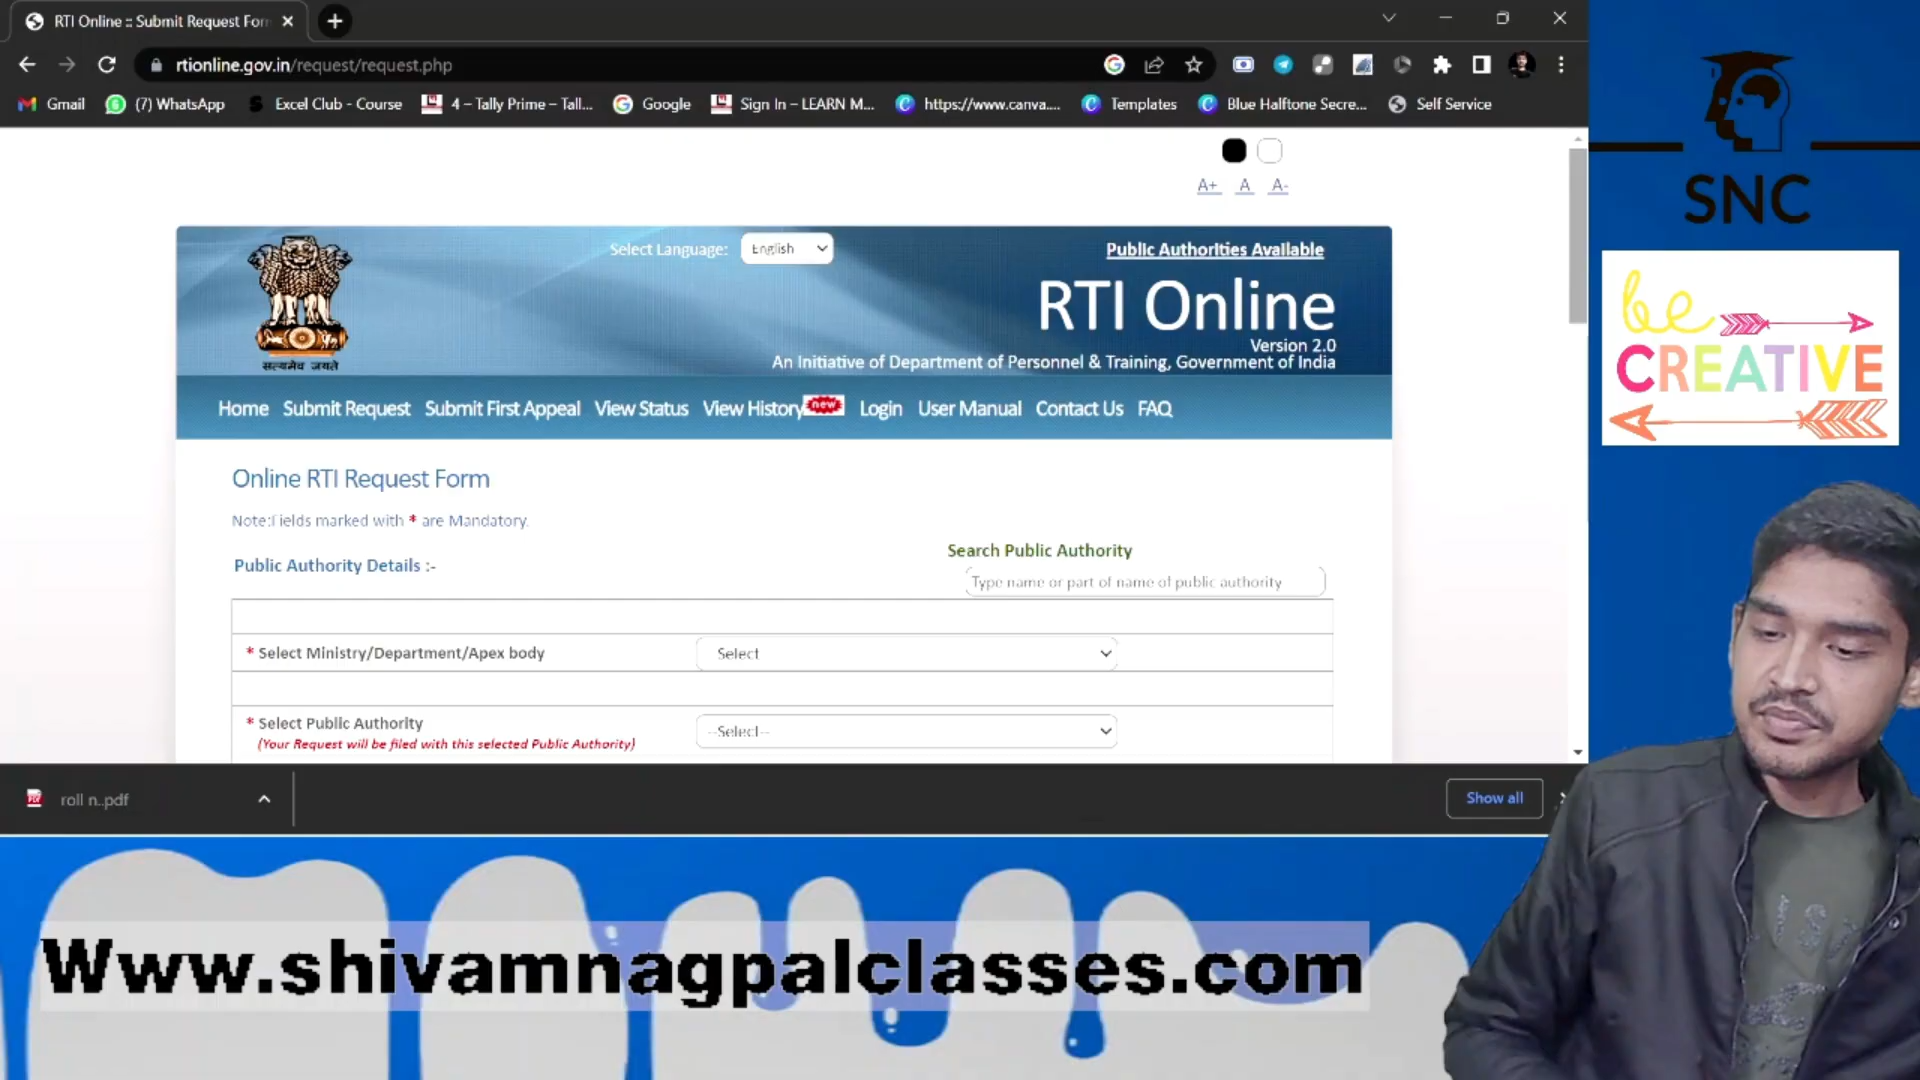 RTI Online :: Submit Request For
rtionline.gov.in/request/request.php
Gmail
(7) WhatsApp
Excel Club - Course
4 – Tally Prime – Tall...
Google
Sign In – LEARN M...
https://www.canva....
Templates
Blue Halftone Secre...
Self Service
A+ A A-
Select Language: English
Public Authorities Available
RTI Online
Version 2.0
An Initiative of Department of Personnel & Training, Government of India
सत्यमेव जयते
Home Submit Request Submit First Appeal View Status View History new Login User Manual Contact Us FAQ
Online RTI Request Form
Note:Fields marked with * are Mandatory.
Search Public Authority
Public Authority Details :-
Type name or part of name of public authority
* Select Ministry/Department/Apex body
Select
* Select Public Authority
--Select--
(Your Request will be filed with this selected Public Authority)
roll n..pdf
Show all
Www.shivamnagpalclasses.com
SNC
be
CREATIVE